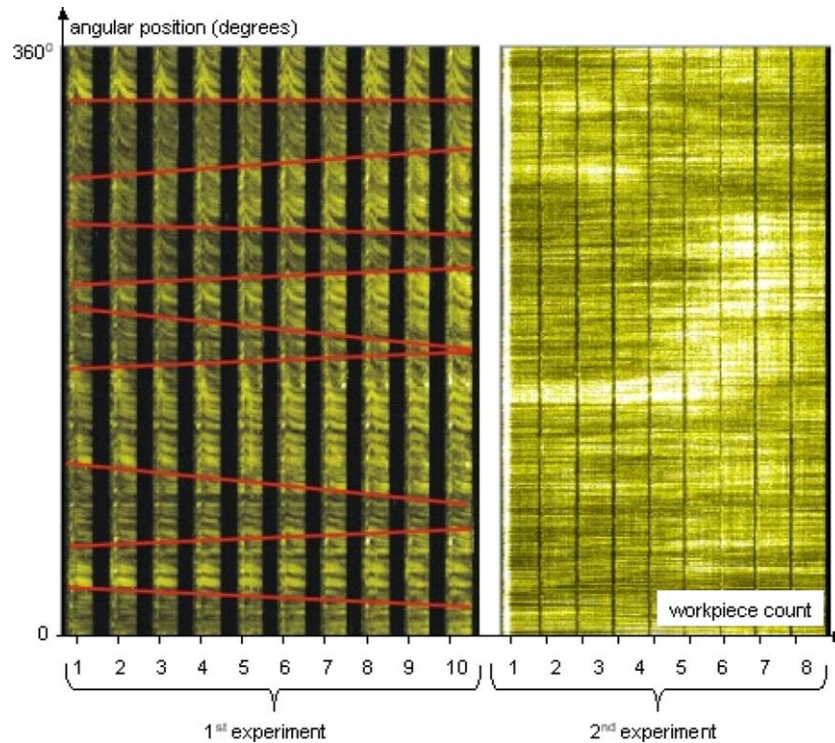 angular position (degrees)
360⁰
0
workpiece count
1 2 3 4 5 6 7 8 9 10
1 2 3 4 5 6 7 8
1st experiment
2nd experiment